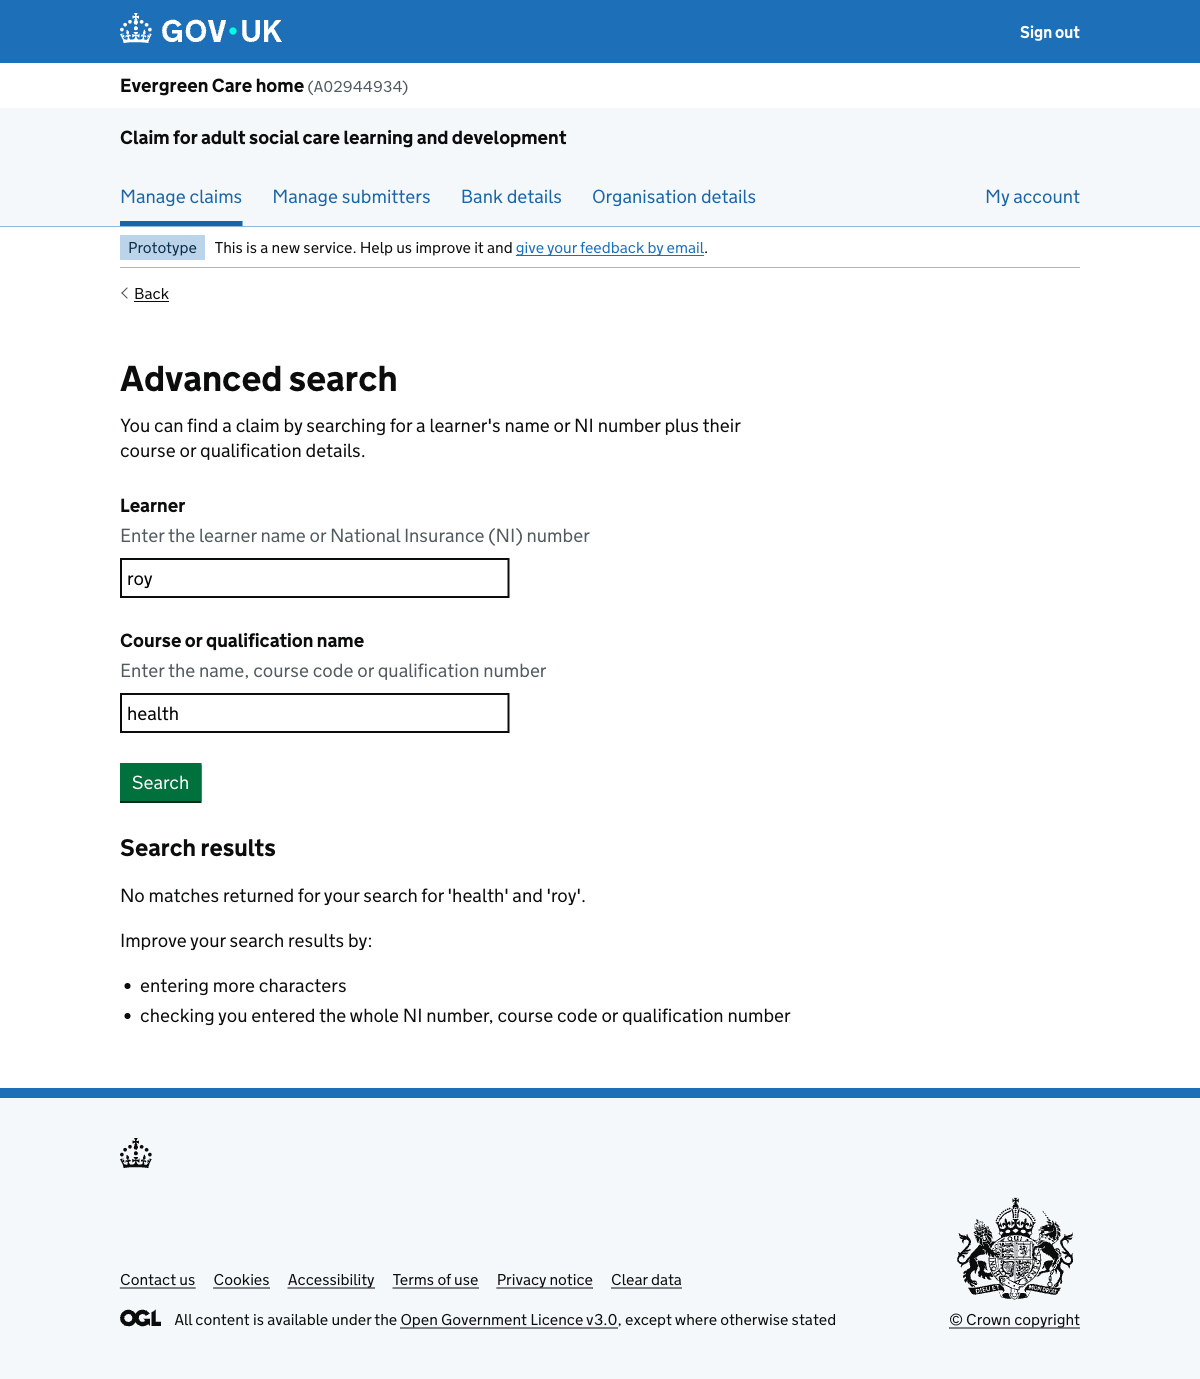 GOV·UK
Sign out
Evergreen Care home (A02944934)
Claim for adult social care learning and development
Manage claims Manage submitters Bank details Organisation details My account
Prototype This is a new service. Help us improve it and give your feedback by email.
Back
Advanced search
You can find a claim by searching for a learner's name or NI number plus their
course or qualification details.
Learner
Enter the learner name or National Insurance (NI) number
roy
Course or qualification name
Enter the name, course code or qualification number
health
Search
Search results
No matches returned for your search for 'health' and 'roy'.
Improve your search results by:
• entering more characters
• checking you entered the whole NI number, course code or qualification number
Contact us Cookies Accessibility Terms of use Privacy notice Clear data
OGL All content is available under the Open Government Licence v3.0, except where otherwise stated
© Crown copyright